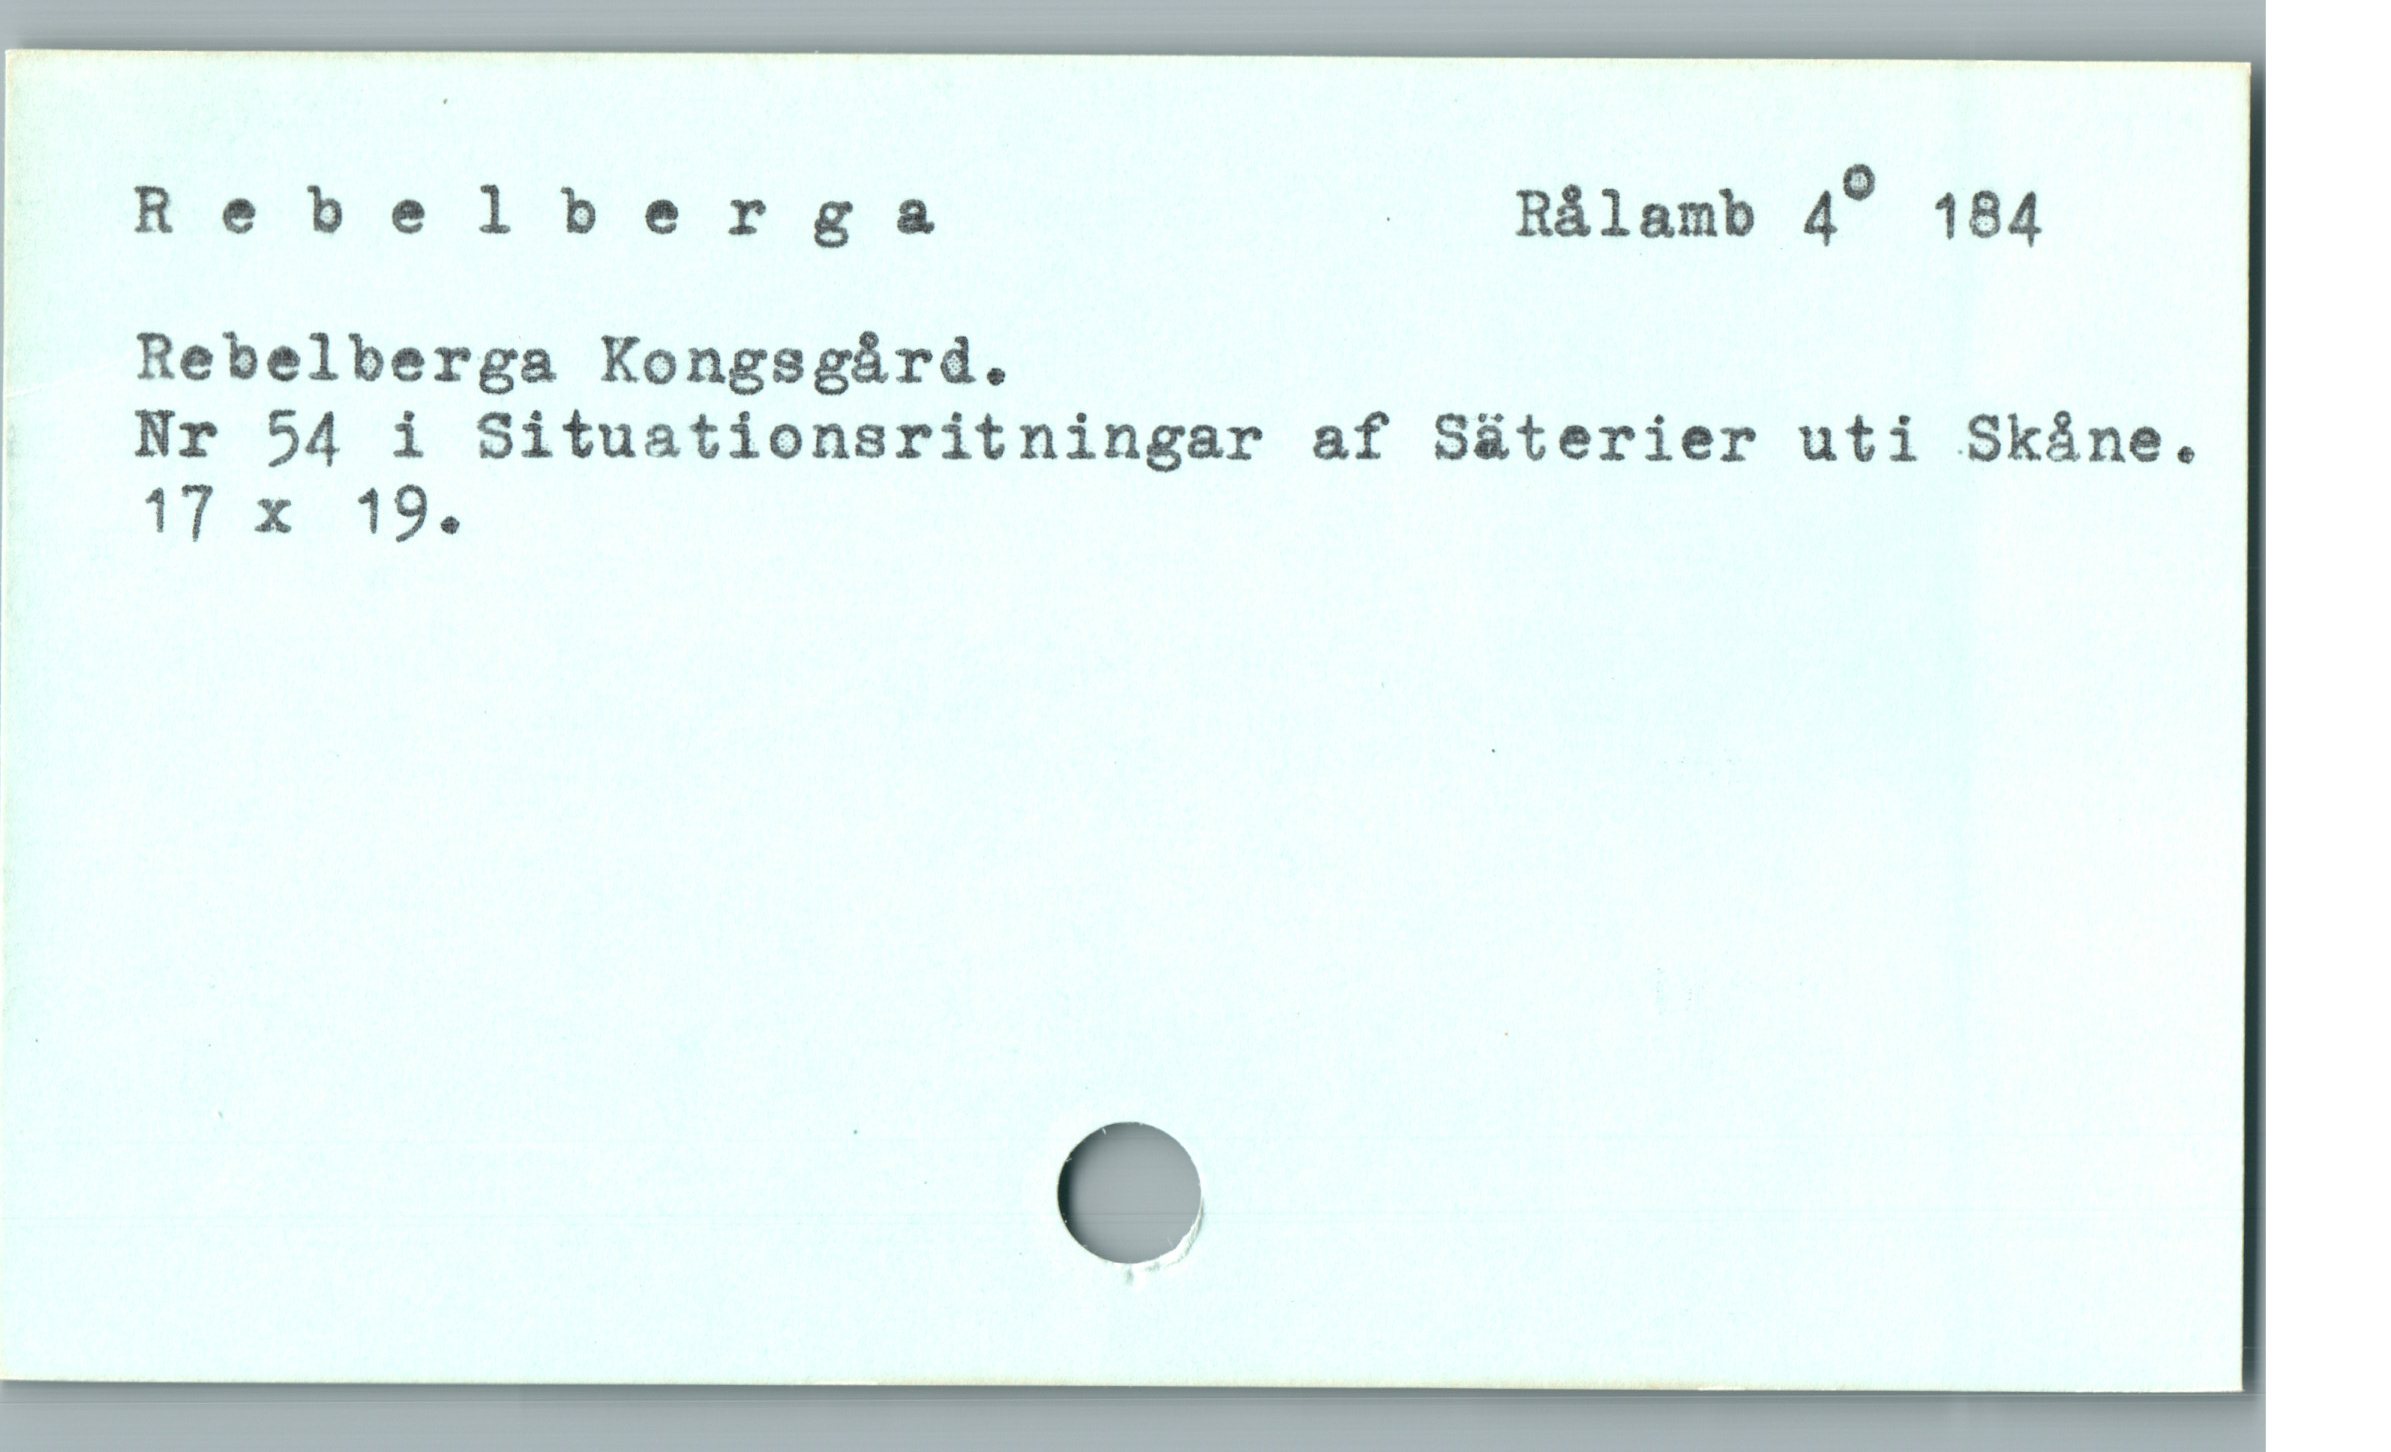 R e b e l b e r g a Rålamb 4° 184
Rebelberga Kongsgård.
Nr 54 i Situationsritningar af Säterier uti Skåne.
17 x 19.